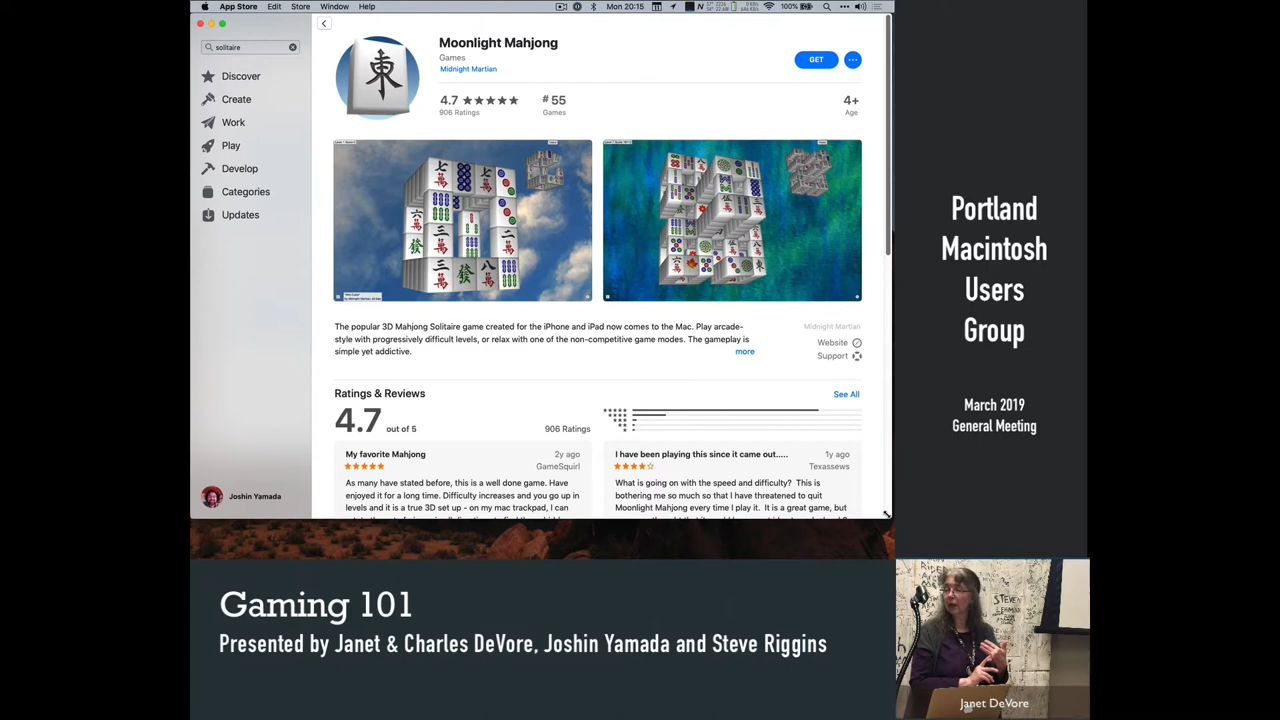 App Store Edit Store Window Help
Mon 20:15
100%
solitaire
Discover
Create
Work
Play
Develop
Categories
Updates
Joshin Yamada
Moonlight Mahjong
Games
Midnight Martian
GET
4.7 ★★★★★
906 Ratings
#55
Games
4+
Age
The popular 3D Mahjong Solitaire game created for the iPhone and iPad now comes to the Mac. Play arcade-
style with progressively difficult levels, or relax with one of the non-competitive game modes. The gameplay is
simple yet addictive.
more
Midnight Martian
Website
Support
Ratings & Reviews
See All
4.7 out of 5
906 Ratings
My favorite Mahjong
2y ago
GameSquirl
As many have stated before, this is a well done game. Have
enjoyed it for a long time. Difficulty increases and you go up in
levels and it is a true 3D set up - on my mac trackpad, I can
I have been playing this since it came out.....
1y ago
Texassews
What is going on with the speed and difficulty? This is
bothering me so much so that I have threatened to quit
Moonlight Mahjong every time I play it. It is a great game, but
Portland
Macintosh
Users
Group
March 2019
General Meeting
Gaming 101
Presented by Janet & Charles DeVore, Joshin Yamada and Steve Riggins
STEVEN
LEHMAN
Janet DeVore